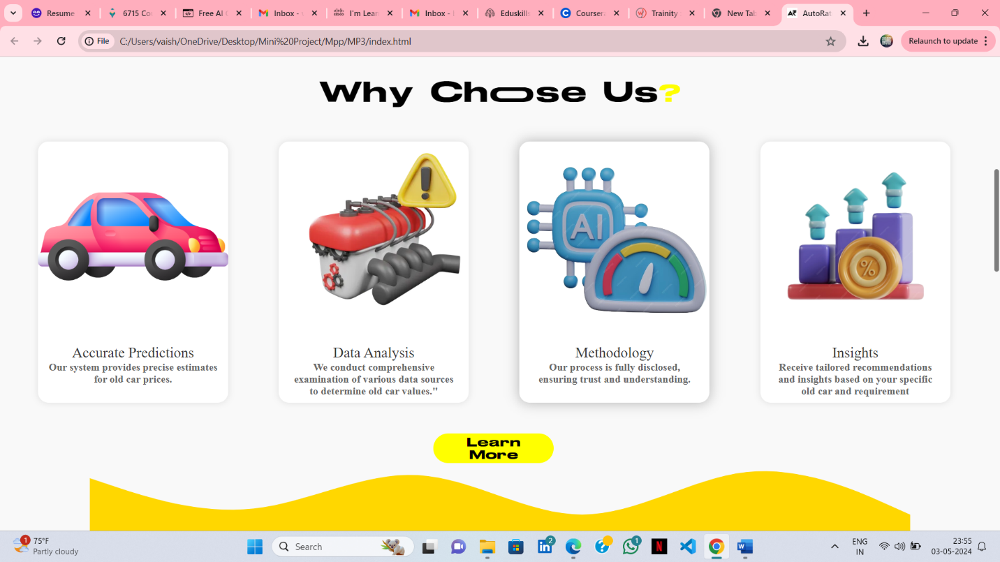 Resume
6715 Co
Free AI
Inbox -
I'm Lear
Inbox -
Eduskills
Courser
Trainity
New Tab
AutoRat
File
C:/Users/vaish/OneDrive/Desktop/Mini%20Project/Mpp/MP3/index.html
Relaunch to update
Why Choose Us?
AI
%
Accurate Predictions
Our system provides precise estimates
for old car prices.
Data Analysis
We conduct comprehensive
examination of various data sources
to determine old car values."
Methodology
Our process is fully disclosed,
ensuring trust and understanding.
Insights
Receive tailored recommendations
and insights based on your specific
old car and requirement
Learn
More
1
75°F
Partly cloudy
Search
2
1
ENG
IN
23:55
03-05-2024